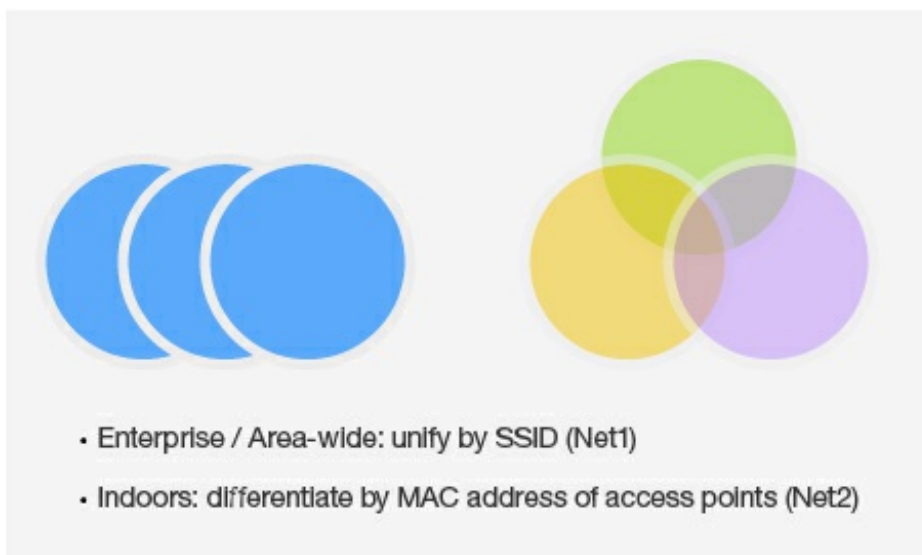 • Enterprise / Area-wide: unify by SSID (Net1)
• Indoors: differentiate by MAC address of access points (Net2)